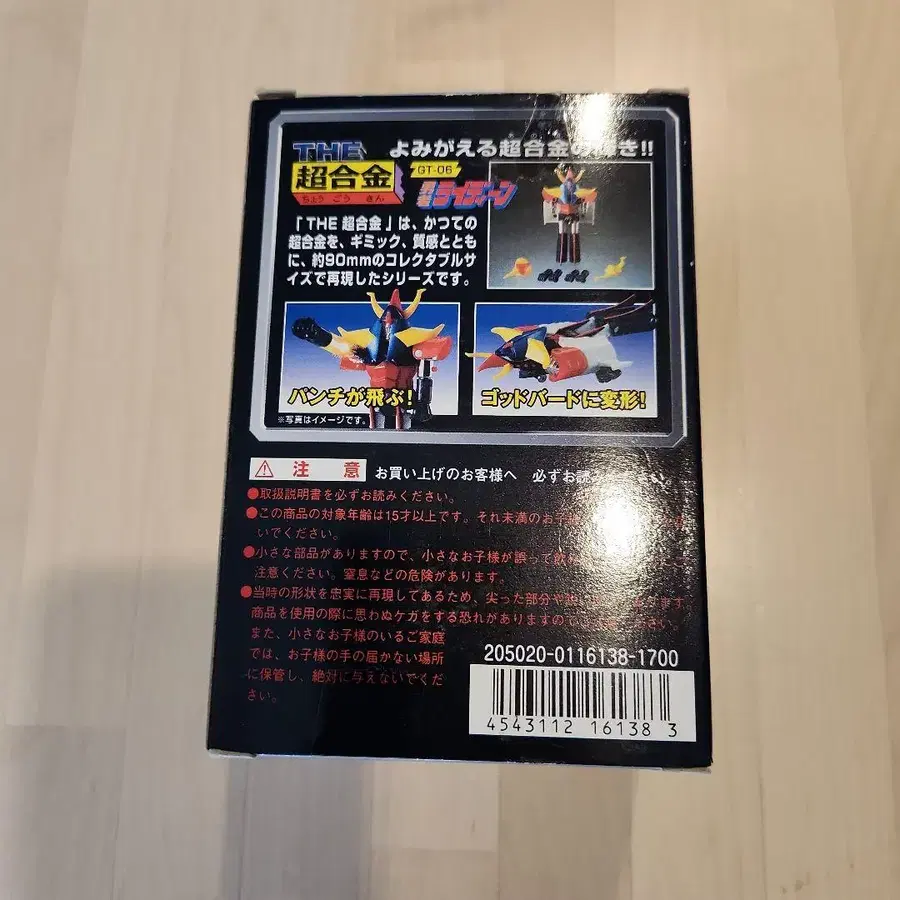 THE
超合金
ちょう ごう きん
よみがえる超合金の輝き!!
GT-06
勇者ライディーン
「THE 超合金」は、かつての
超合金を、ギミック、質感ととも
に、約90mmのコレクタブルサ
イズで再現したシリーズです。
パンチが飛ぶ!
※写真はイメージです。
ゴッドバードに変形!
注 意
お買い上げのお客様へ 必ずお読み
●取扱説明書を必ずお読みください。
●この商品の対象年齢は15才以上です。それ未満のお子
いでください。
●小さな部品がありますので、小さなお子様が誤って飲
注意ください。窒息などの危険があります。
●当時の形状を忠実に再現してあるため、尖った部分や
商品を使用の際に思わぬケガをする恐れがありますので
また、小さなお子様のいるご家庭
では、お子様の手の届かない場所
に保管し、絶対に与えないでくだ
さい。
205020-0116138-1700
4543112 16138 3